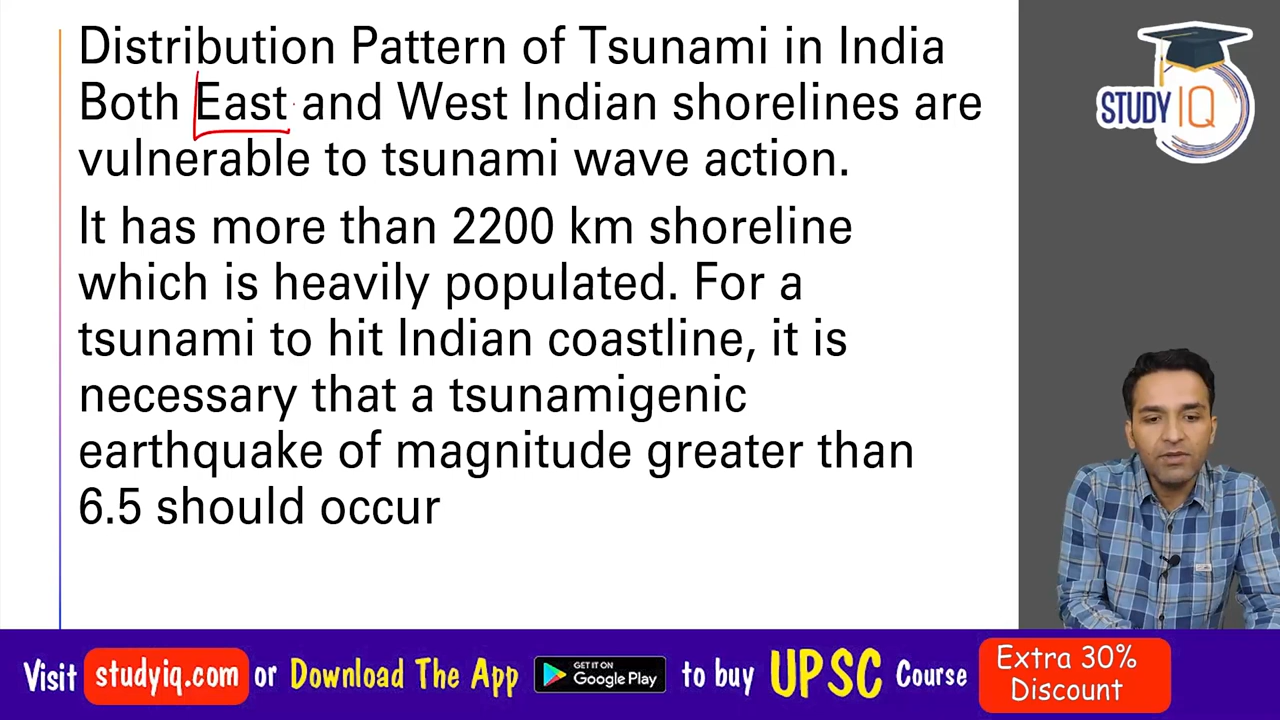 Distribution Pattern of Tsunami in India
Both East and West Indian shorelines are
vulnerable to tsunami wave action.
It has more than 2200 km shoreline
which is heavily populated. For a
tsunami to hit Indian coastline, it is
necessary that a tsunamigenic
earthquake of magnitude greater than
6.5 should occur
STUDY IQ
Visit studyiq.com or Download The App GET IT ON Google Play to buy UPSC Course
Extra 30%
Discount